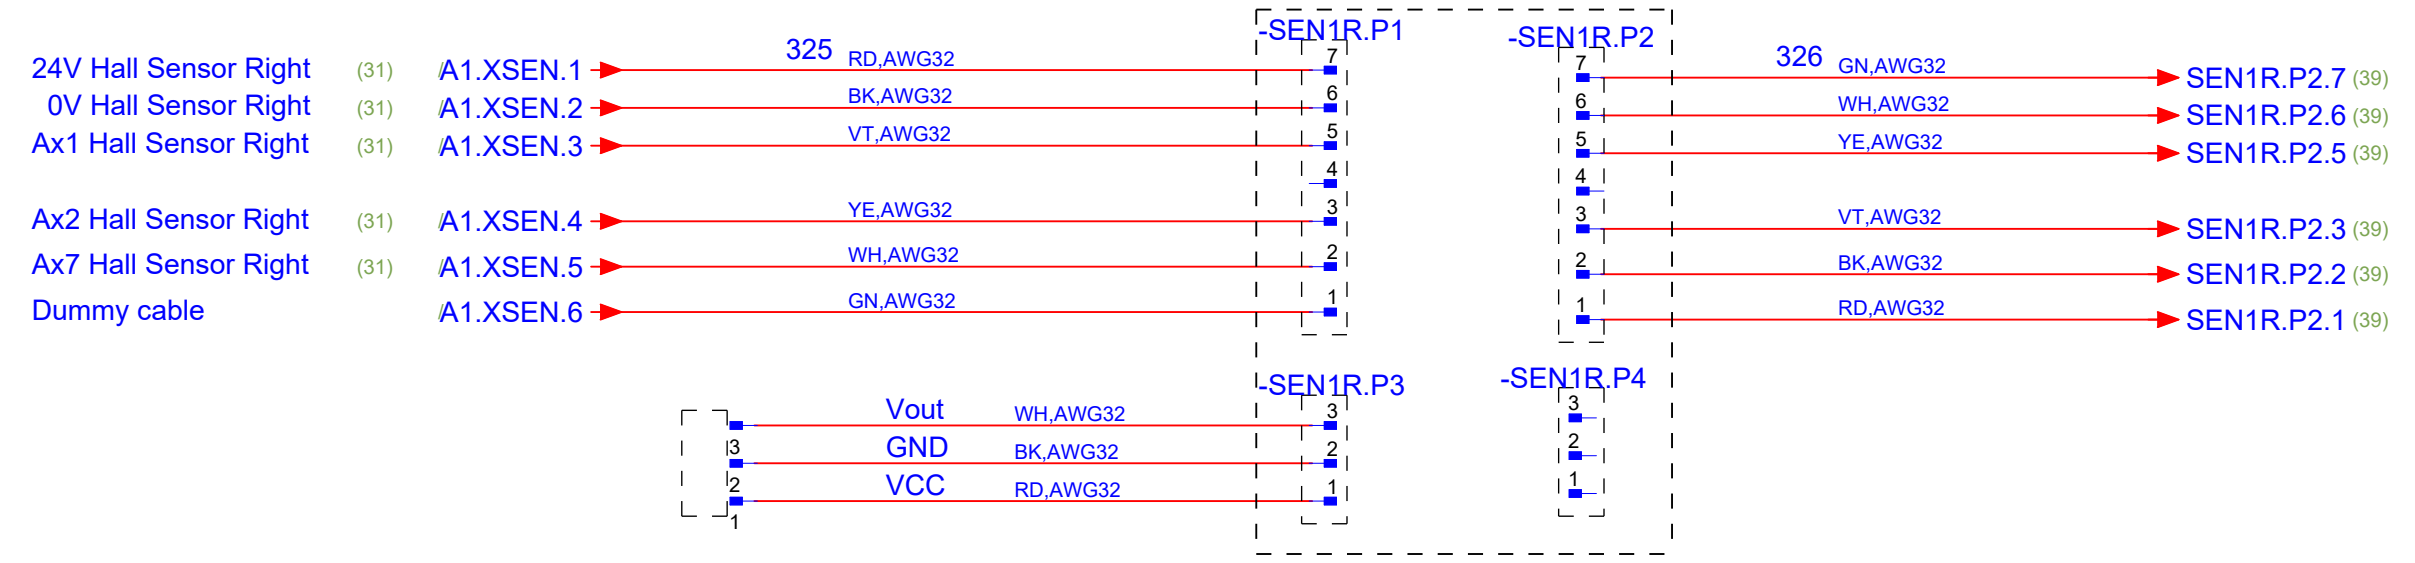 -SEN1R.P1
-SEN1R.P2
24V Hall Sensor Right (31) /A1.XSEN.1 325 RD,AWG32 7
7 326 GN,AWG32 SEN1R.P2.7 (39)
0V Hall Sensor Right (31) /A1.XSEN.2 BK,AWG32 6
6 WH,AWG32 SEN1R.P2.6 (39)
Ax1 Hall Sensor Right (31) /A1.XSEN.3 VT,AWG32 5
5 YE,AWG32 SEN1R.P2.5 (39)
4
4
Ax2 Hall Sensor Right (31) /A1.XSEN.4 YE,AWG32 3
3 VT,AWG32 SEN1R.P2.3 (39)
Ax7 Hall Sensor Right (31) /A1.XSEN.5 WH,AWG32 2
2 BK,AWG32 SEN1R.P2.2 (39)
Dummy cable /A1.XSEN.6 GN,AWG32 1
1 RD,AWG32 SEN1R.P2.1 (39)
-SEN1R.P3
-SEN1R.P4
Vout WH,AWG32 3
3
3 GND BK,AWG32 2
2
2 VCC RD,AWG32 1
1
1